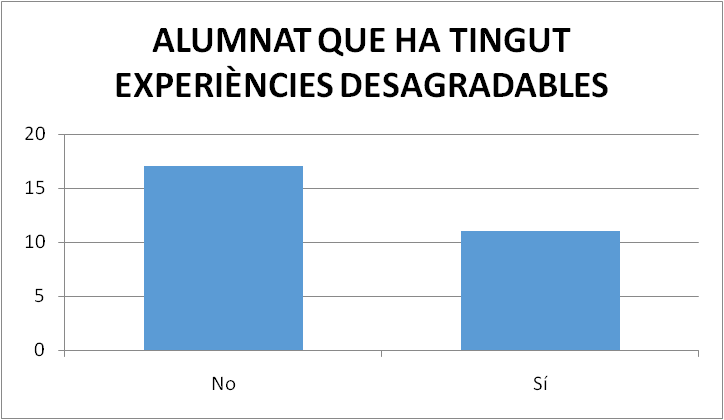 ALUMNAT QUE HA TINGUT
EXPERIÈNCIES DESAGRADABLES
20
15
10
5
0
No
Sí